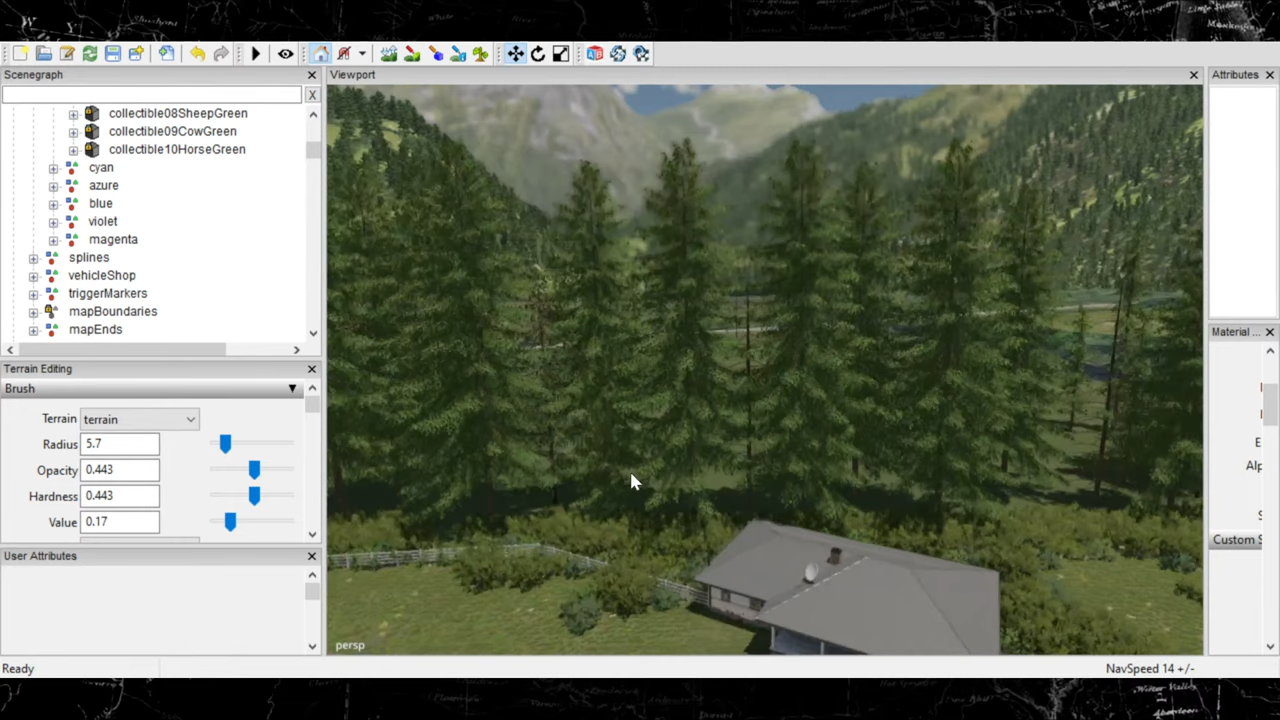 Scenegraph
X
collectible08SheepGreen
collectible09CowGreen
collectible10HorseGreen
cyan
azure
blue
violet
magenta
splines
vehicleShop
triggerMarkers
mapBoundaries
mapEnds
Terrain Editing
Brush
Terrain terrain
Radius 5.7
Opacity 0.443
Hardness 0.443
Value 0.17
User Attributes
Ready
Viewport
persp
Attributes
Material ...
E
Alp
S
Custom S
NavSpeed 14 +/-